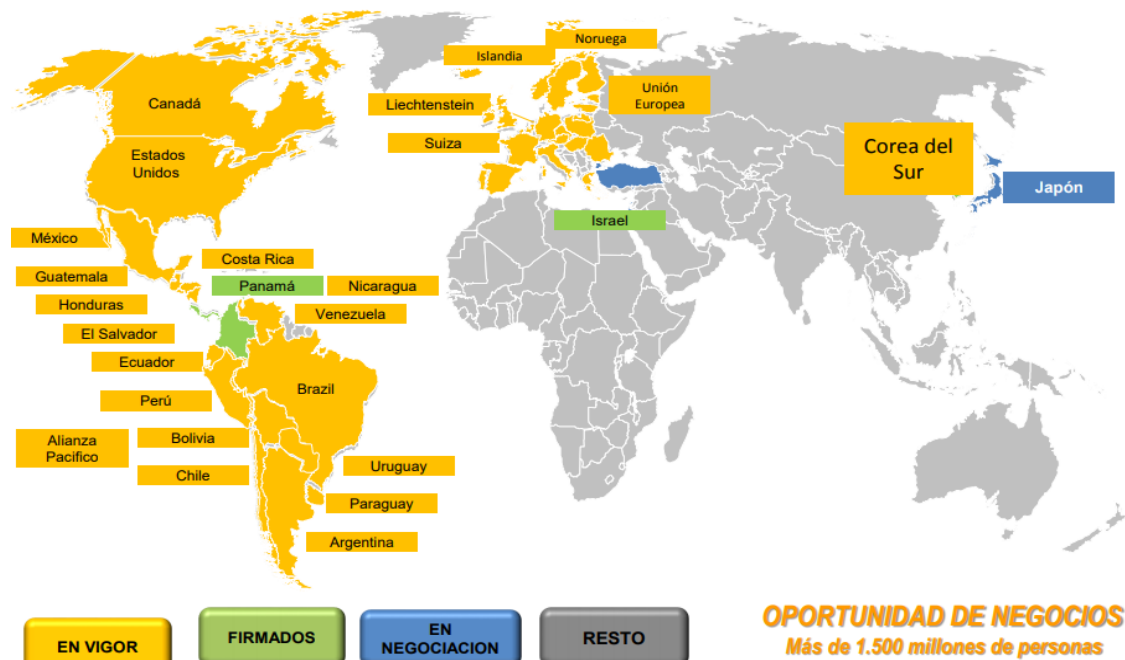 Noruega
Islandia
Canadá
Liechtenstein
Unión
Europea
Suiza
Estados
Unidos
Corea del
Sur
Japón
Israel
México
Costa Rica
Guatemala
Panamá
Nicaragua
Honduras
Venezuela
El Salvador
Ecuador
Brazil
Perú
Alianza
Pacifico
Bolivia
Chile
Uruguay
Paraguay
Argentina
EN VIGOR
FIRMADOS
EN
NEGOCIACION
RESTO
OPORTUNIDAD DE NEGOCIOS
Más de 1.500 millones de personas